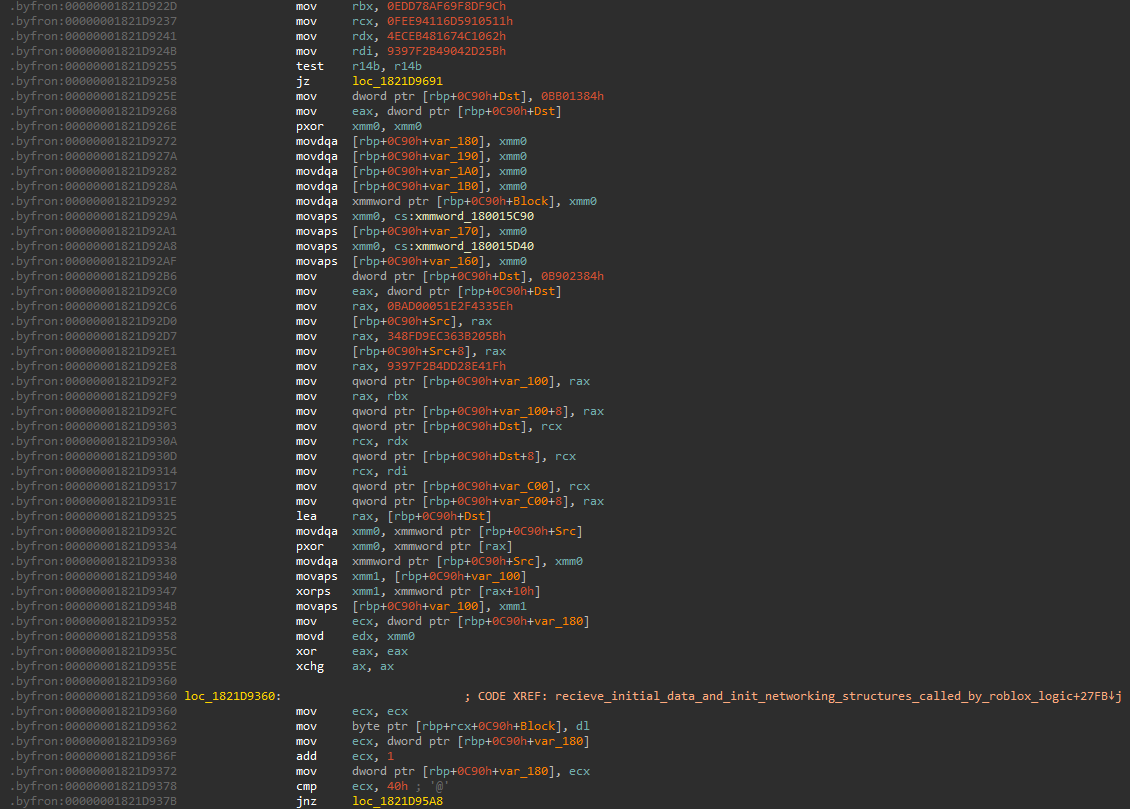 .byfron:00000001821D922D mov rbx, 0EDD78AF69F8DF9Ch
.byfron:00000001821D9237 mov rcx, 0FEE94116D5910511h
.byfron:00000001821D9241 mov rdx, 4ECEB481674C1062h
.byfron:00000001821D924B mov rdi, 9397F2B49042D25Bh
.byfron:00000001821D9255 test r14b, r14b
.byfron:00000001821D9258 jz loc_1821D9691
.byfron:00000001821D925E mov dword ptr [rbp+0C90h+Dst], 0BB01384h
.byfron:00000001821D9268 mov eax, dword ptr [rbp+0C90h+Dst]
.byfron:00000001821D926E pxor xmm0, xmm0
.byfron:00000001821D9272 movdqa [rbp+0C90h+var_180], xmm0
.byfron:00000001821D927A movdqa [rbp+0C90h+var_190], xmm0
.byfron:00000001821D9282 movdqa [rbp+0C90h+var_1A0], xmm0
.byfron:00000001821D928A movdqa [rbp+0C90h+var_1B0], xmm0
.byfron:00000001821D9292 movdqa xmmword ptr [rbp+0C90h+Block], xmm0
.byfron:00000001821D929A movaps xmm0, cs:xmmword_180015C90
.byfron:00000001821D92A1 movaps [rbp+0C90h+var_170], xmm0
.byfron:00000001821D92A8 movaps xmm0, cs:xmmword_180015D40
.byfron:00000001821D92AF movaps [rbp+0C90h+var_160], xmm0
.byfron:00000001821D92B6 mov dword ptr [rbp+0C90h+Dst], 0B902384h
.byfron:00000001821D92C0 mov eax, dword ptr [rbp+0C90h+Dst]
.byfron:00000001821D92C6 mov rax, 0BAD00051E2F4335Eh
.byfron:00000001821D92D0 mov [rbp+0C90h+Src], rax
.byfron:00000001821D92D7 mov rax, 348FD9EC363B205Bh
.byfron:00000001821D92E1 mov [rbp+0C90h+Src+8], rax
.byfron:00000001821D92E8 mov rax, 9397F2B4DD28E41Fh
.byfron:00000001821D92F2 mov qword ptr [rbp+0C90h+var_100], rax
.byfron:00000001821D92F9 mov rax, rbx
.byfron:00000001821D92FC mov qword ptr [rbp+0C90h+var_100+8], rax
.byfron:00000001821D9303 mov qword ptr [rbp+0C90h+Dst], rcx
.byfron:00000001821D930A mov rcx, rdx
.byfron:00000001821D930D mov qword ptr [rbp+0C90h+Dst+8], rcx
.byfron:00000001821D9314 mov rcx, rdi
.byfron:00000001821D9317 mov qword ptr [rbp+0C90h+var_C00], rcx
.byfron:00000001821D931E mov qword ptr [rbp+0C90h+var_C00+8], rax
.byfron:00000001821D9325 lea rax, [rbp+0C90h+Dst]
.byfron:00000001821D932C movdqa xmm0, xmmword ptr [rbp+0C90h+Src]
.byfron:00000001821D9334 pxor xmm0, xmmword ptr [rax]
.byfron:00000001821D9338 movdqa xmmword ptr [rbp+0C90h+Src], xmm0
.byfron:00000001821D9340 movaps xmm1, [rbp+0C90h+var_100]
.byfron:00000001821D9347 xorps xmm1, xmmword ptr [rax+10h]
.byfron:00000001821D934B movaps [rbp+0C90h+var_100], xmm1
.byfron:00000001821D9352 mov ecx, dword ptr [rbp+0C90h+var_180]
.byfron:00000001821D9358 movd edx, xmm0
.byfron:00000001821D935C xor eax, eax
.byfron:00000001821D935E xchg ax, ax
.byfron:00000001821D9360
.byfron:00000001821D9360 loc_1821D9360: ; CODE XREF: recieve_initial_data_and_init_networking_structures_called_by_roblox_logic+27FB↓j
.byfron:00000001821D9360 mov ecx, ecx
.byfron:00000001821D9362 mov byte ptr [rbp+rcx+0C90h+Block], dl
.byfron:00000001821D9369 mov ecx, dword ptr [rbp+0C90h+var_180]
.byfron:00000001821D936F add ecx, 1
.byfron:00000001821D9372 mov dword ptr [rbp+0C90h+var_180], ecx
.byfron:00000001821D9378 cmp ecx, 40h ; '@'
.byfron:00000001821D937B jnz loc_1821D95A8